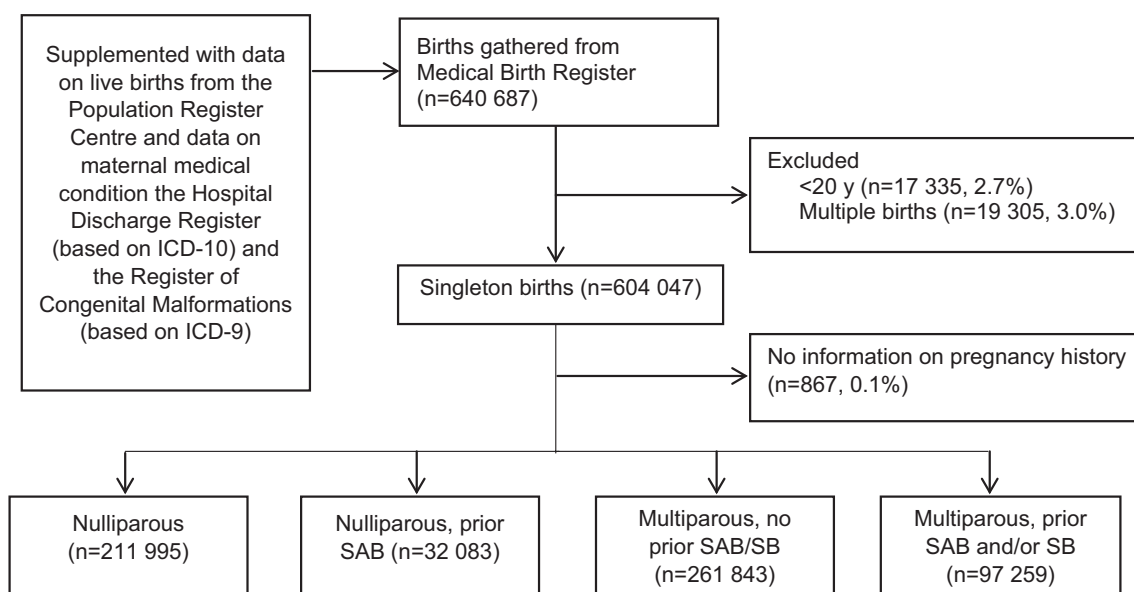 Supplemented with data
on live births from the
Population Register
Centre and data on
maternal medical
condition the Hospital
Discharge Register
(based on ICD-10) and
the Register of
Congenital Malformations
(based on ICD-9)
Births gathered from
Medical Birth Register
(n=640 687)
Excluded
<20 y (n=17 335, 2.7%)
Multiple births (n=19 305, 3.0%)
Singleton births (n=604 047)
No information on pregnancy history
(n=867, 0.1%)
Nulliparous
(n=211 995)
Nulliparous, prior
SAB (n=32 083)
Multiparous, no
prior SAB/SB
(n=261 843)
Multiparous, prior
SAB and/or SB
(n=97 259)